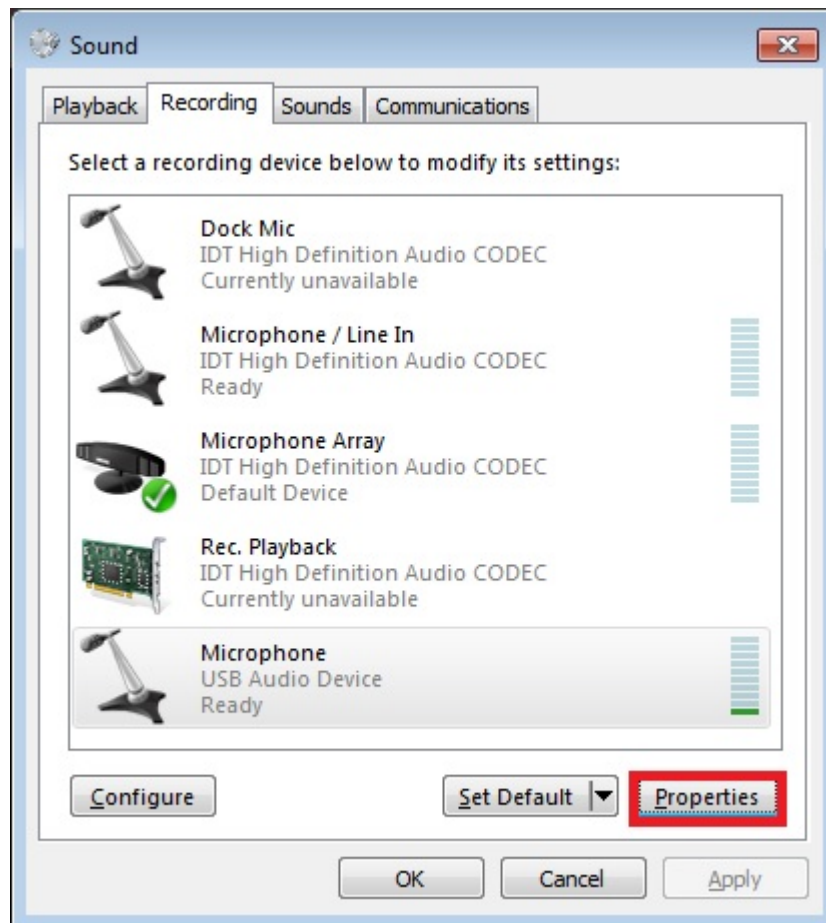 Sound
Playback Recording Sounds Communications
Select a recording device below to modify its settings:
Dock Mic
IDT High Definition Audio CODEC
Currently unavailable
Microphone / Line In
IDT High Definition Audio CODEC
Ready
Microphone Array
IDT High Definition Audio CODEC
Default Device
Rec. Playback
IDT High Definition Audio CODEC
Currently unavailable
Microphone
USB Audio Device
Ready
Configure Set Default Properties
OK Cancel Apply